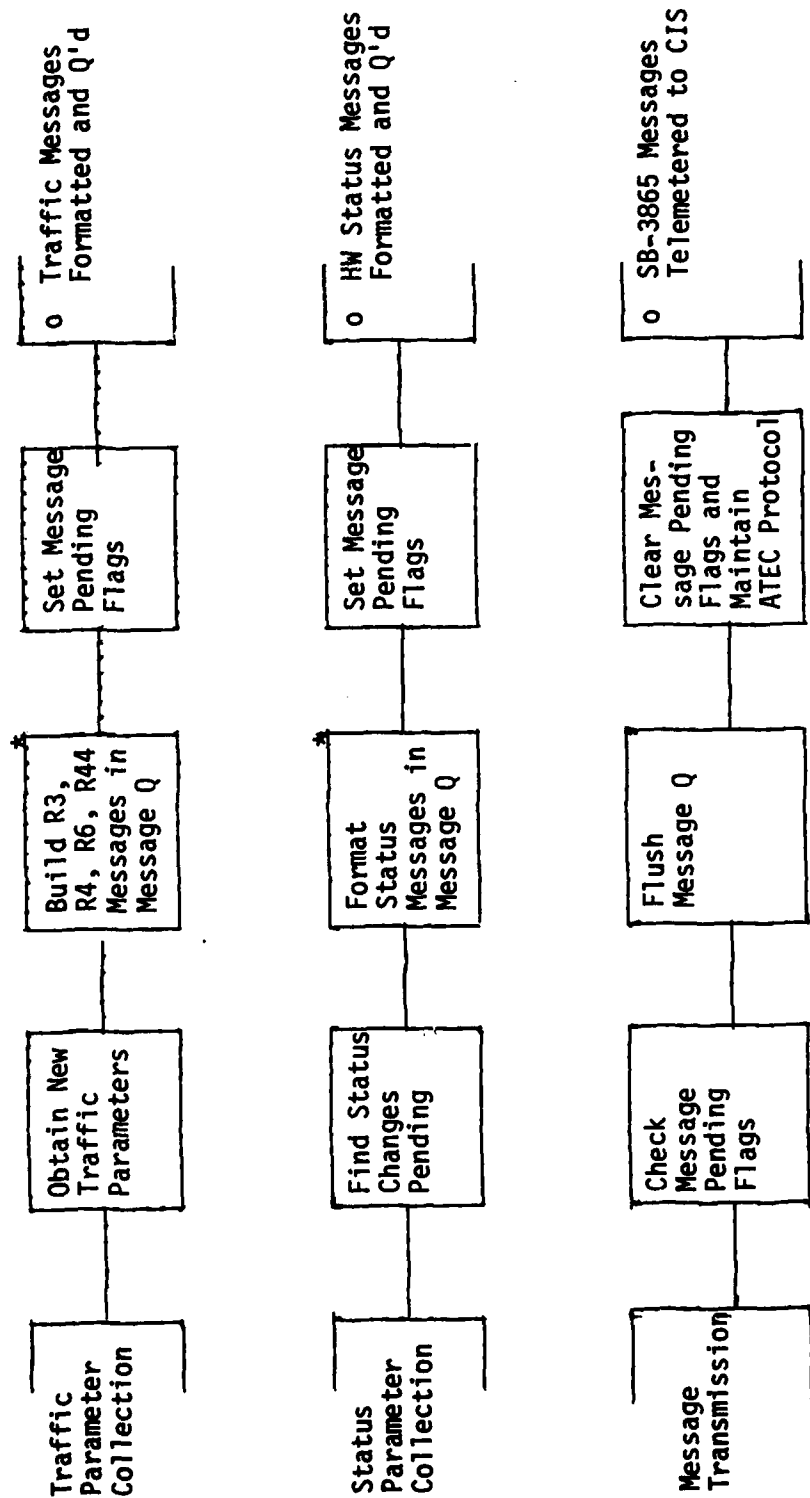 Traffic
Parameter
Collection
Obtain New
Traffic
Parameters
*
Build R3,
R4, R6, R44
Messages in
Message Q
Set Message
Pending
Flags
o Traffic Messages
Formatted and Q'd
Status
Parameter
Collection
Find Status
Changes
Pending
*
Format
Status
Messages in
Message Q
Set Message
Pending
Flags
o HW Status Messages
Formatted and Q'd
Message
Transmission
Check
Message
Pending
Flags
Flush
Message Q
Clear Mes-
sage Pending
Flags and
Maintain
ATEC Protocol
o SB-3865 Messages
Telemetered to CIS